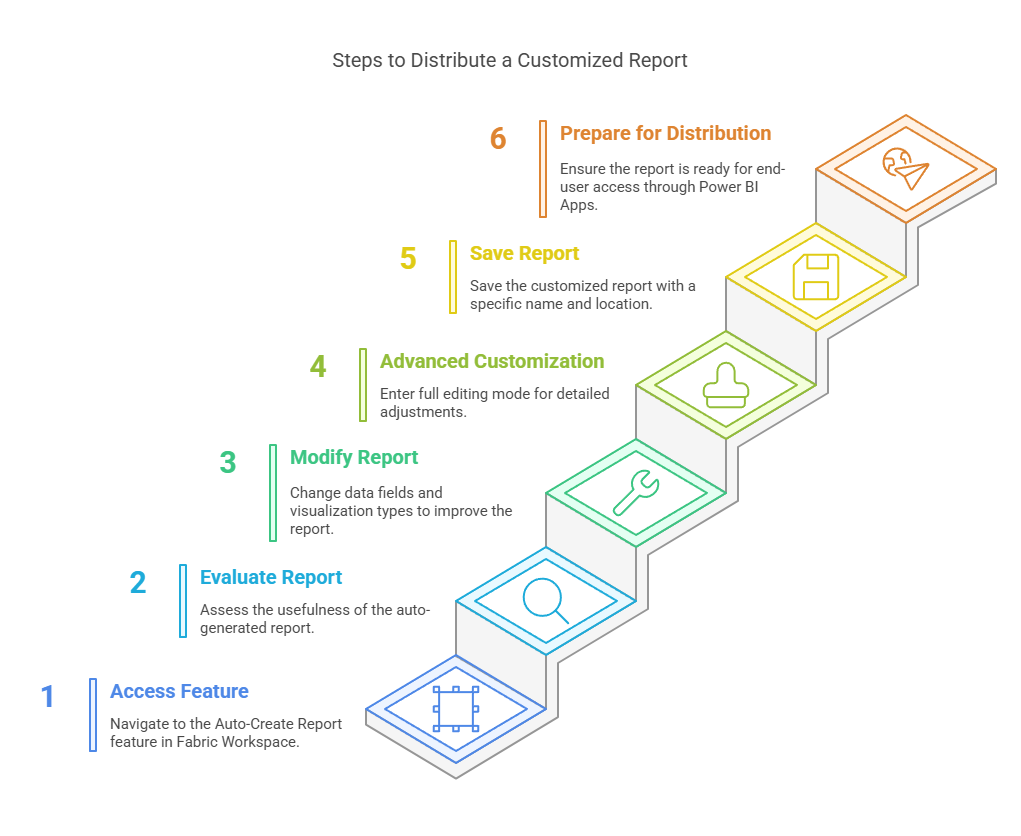 Steps to Distribute a Customized Report
6
Prepare for Distribution
Ensure the report is ready for end-
user access through Power BI
Apps.
5
Save Report
Save the customized report with a
specific name and location.
4
Advanced Customization
Enter full editing mode for detailed
adjustments.
3
Modify Report
Change data fields and
visualization types to improve the
report.
2
Evaluate Report
Assess the usefulness of the auto-
generated report.
1
Access Feature
Navigate to the Auto-Create Report
feature in Fabric Workspace.